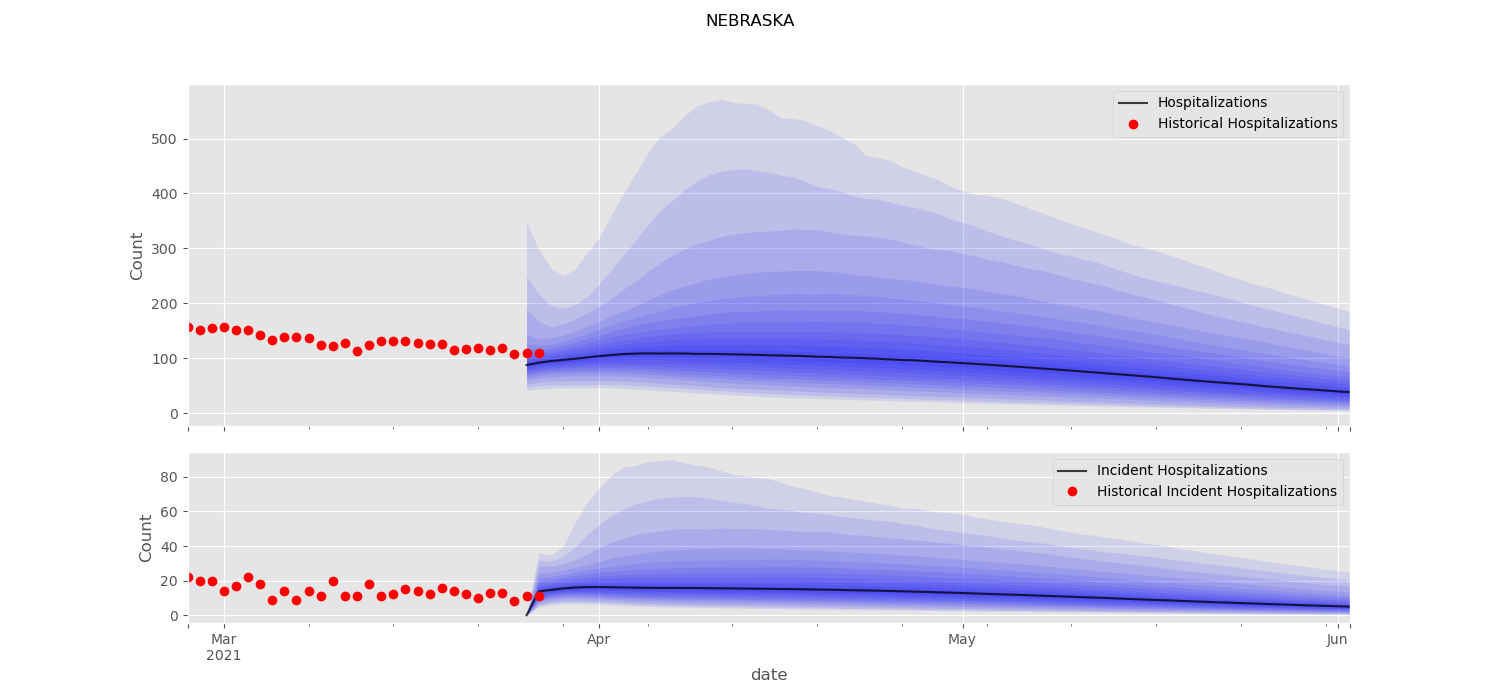 NEBRASKA
Hospitalizations
Historical Hospitalizations
500
400
300
200
100
0
Count
Incident Hospitalizations
Historical Incident Hospitalizations
80
60
40
20
0
Count
Mar Apr May Jun
2021
date